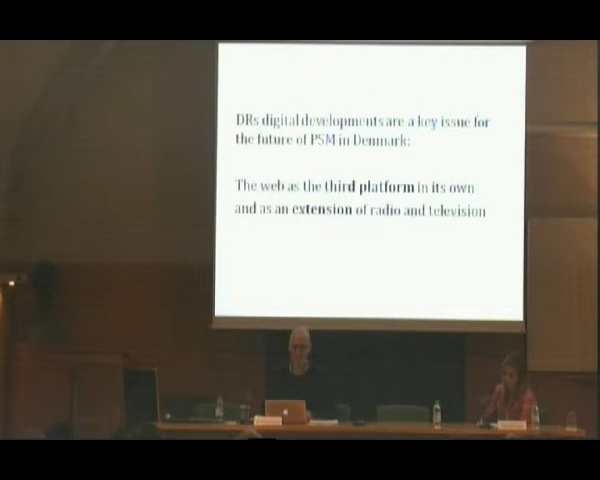 DRs digital developments are a key issue for
the future of PSM in Denmark:
The web as the third platform in its own
and as an extension of radio and television